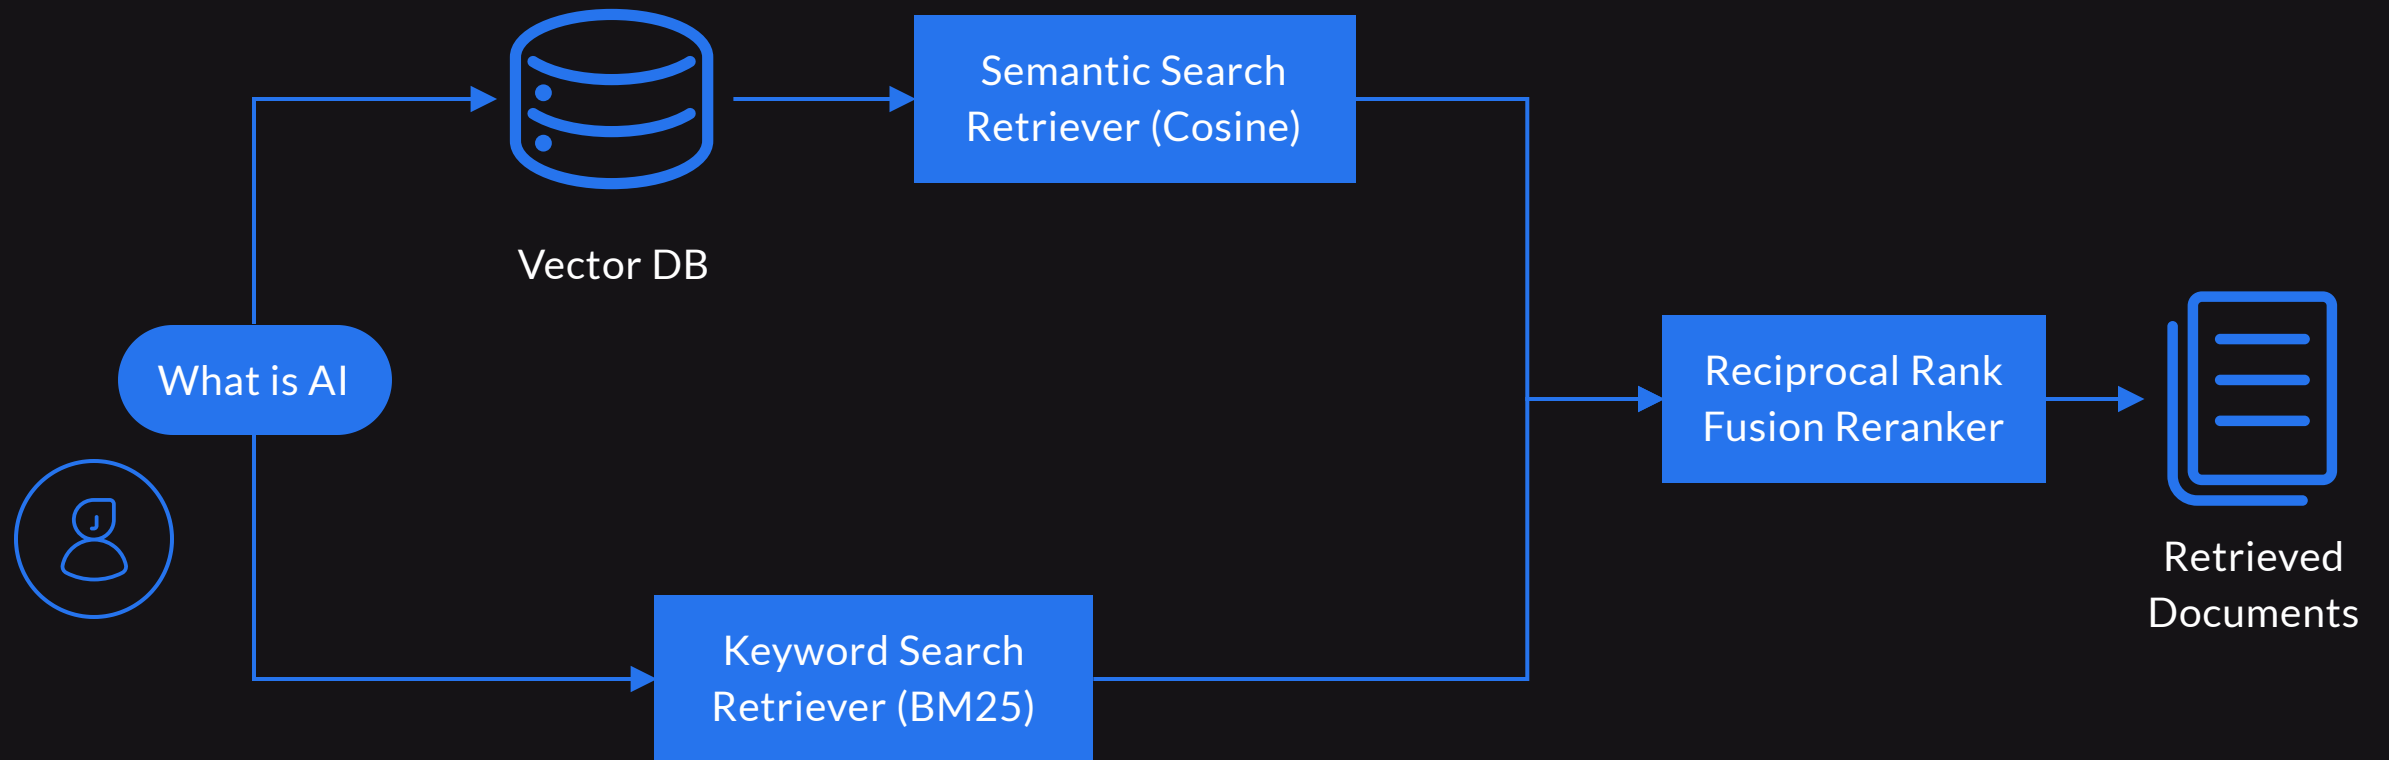 Semantic Search
Retriever (Cosine)
Vector DB
What is AI
Reciprocal Rank
Fusion Reranker
Retrieved
Documents
Keyword Search
Retriever (BM25)